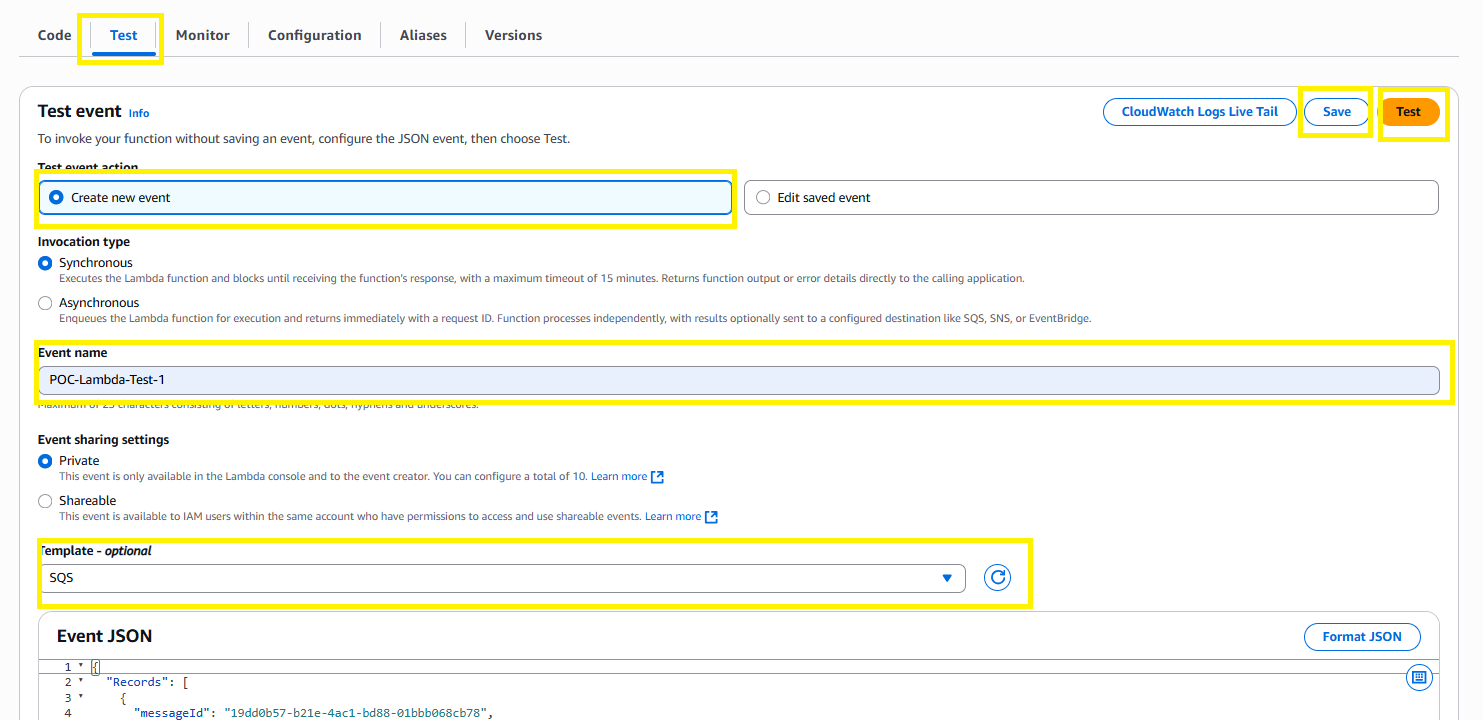 Code Test Monitor Configuration Aliases Versions
Test event Info CloudWatch Logs Live Tail Save Test
To invoke your function without saving an event, configure the JSON event, then choose Test.
Test event action
Create new event Edit saved event
Invocation type
Synchronous
Executes the Lambda function and blocks until receiving the function's response, with a maximum timeout of 15 minutes. Returns function output or error details directly to the calling application.
Asynchronous
Enqueues the Lambda function for execution and returns immediately with a request ID. Function processes independently, with results optionally sent to a configured destination like SQS, SNS, or EventBridge.
Event name
POC-Lambda-Test-1
Maximum of 25 characters consisting of letters, numbers, dots, hyphens and underscores.
Event sharing settings
Private
This event is only available in the Lambda console and to the event creator. You can configure a total of 10. Learn more
Shareable
This event is available to IAM users within the same account who have permissions to access and use shareable events. Learn more
Template - optional
SQS
Event JSON Format JSON
1 {
2 "Records": [
3 {
4 "messageId": "19dd0b57-b21e-4ac1-bd88-01bbb068cb78",